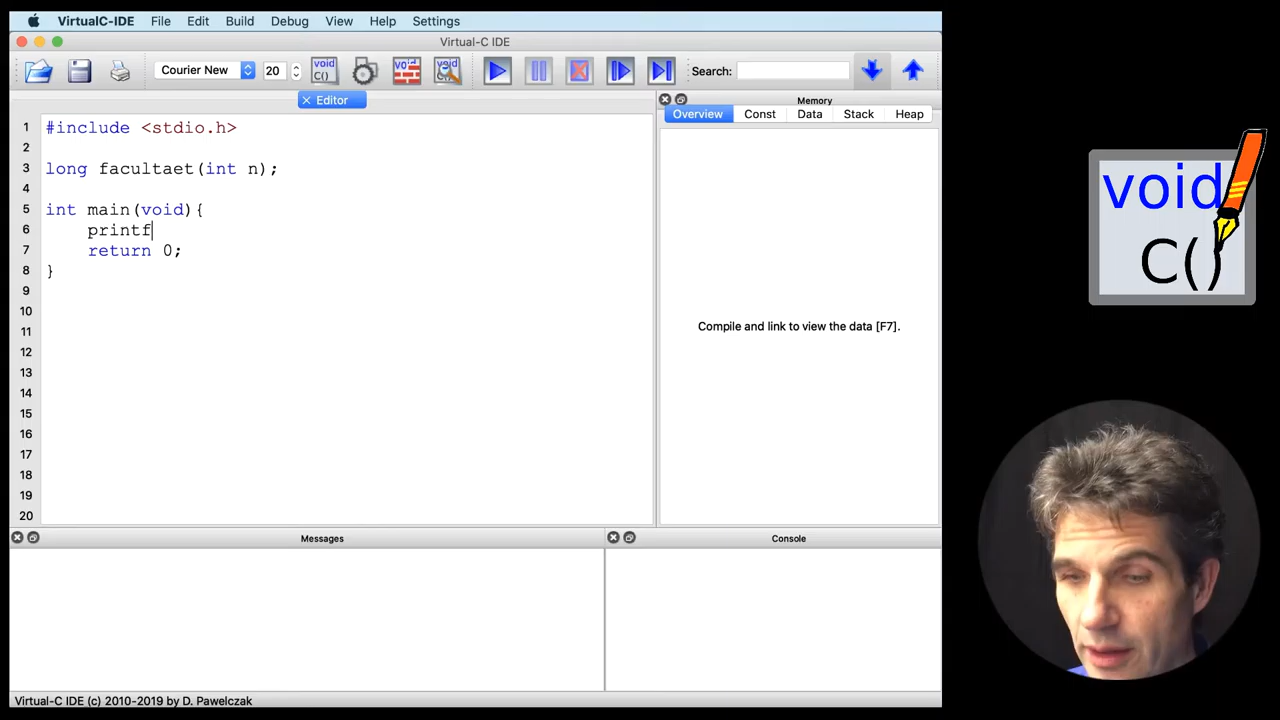 VirtualC-IDE File Edit Build Debug View Help Settings
Virtual-C IDE
Courier New 20 void C() void void C() Search:
Editor
Memory
Overview Const Data Stack Heap
1 #include <stdio.h>
2
3 long facultaet(int n);
4
5 int main(void){
6 printf
7 return 0;
8 }
9
10
11
12
13
14
15
16
17
18
19
20
Compile and link to view the data [F7].
Messages
Console
Virtual-C IDE (c) 2010-2019 by D. Pawelczak
void
C()